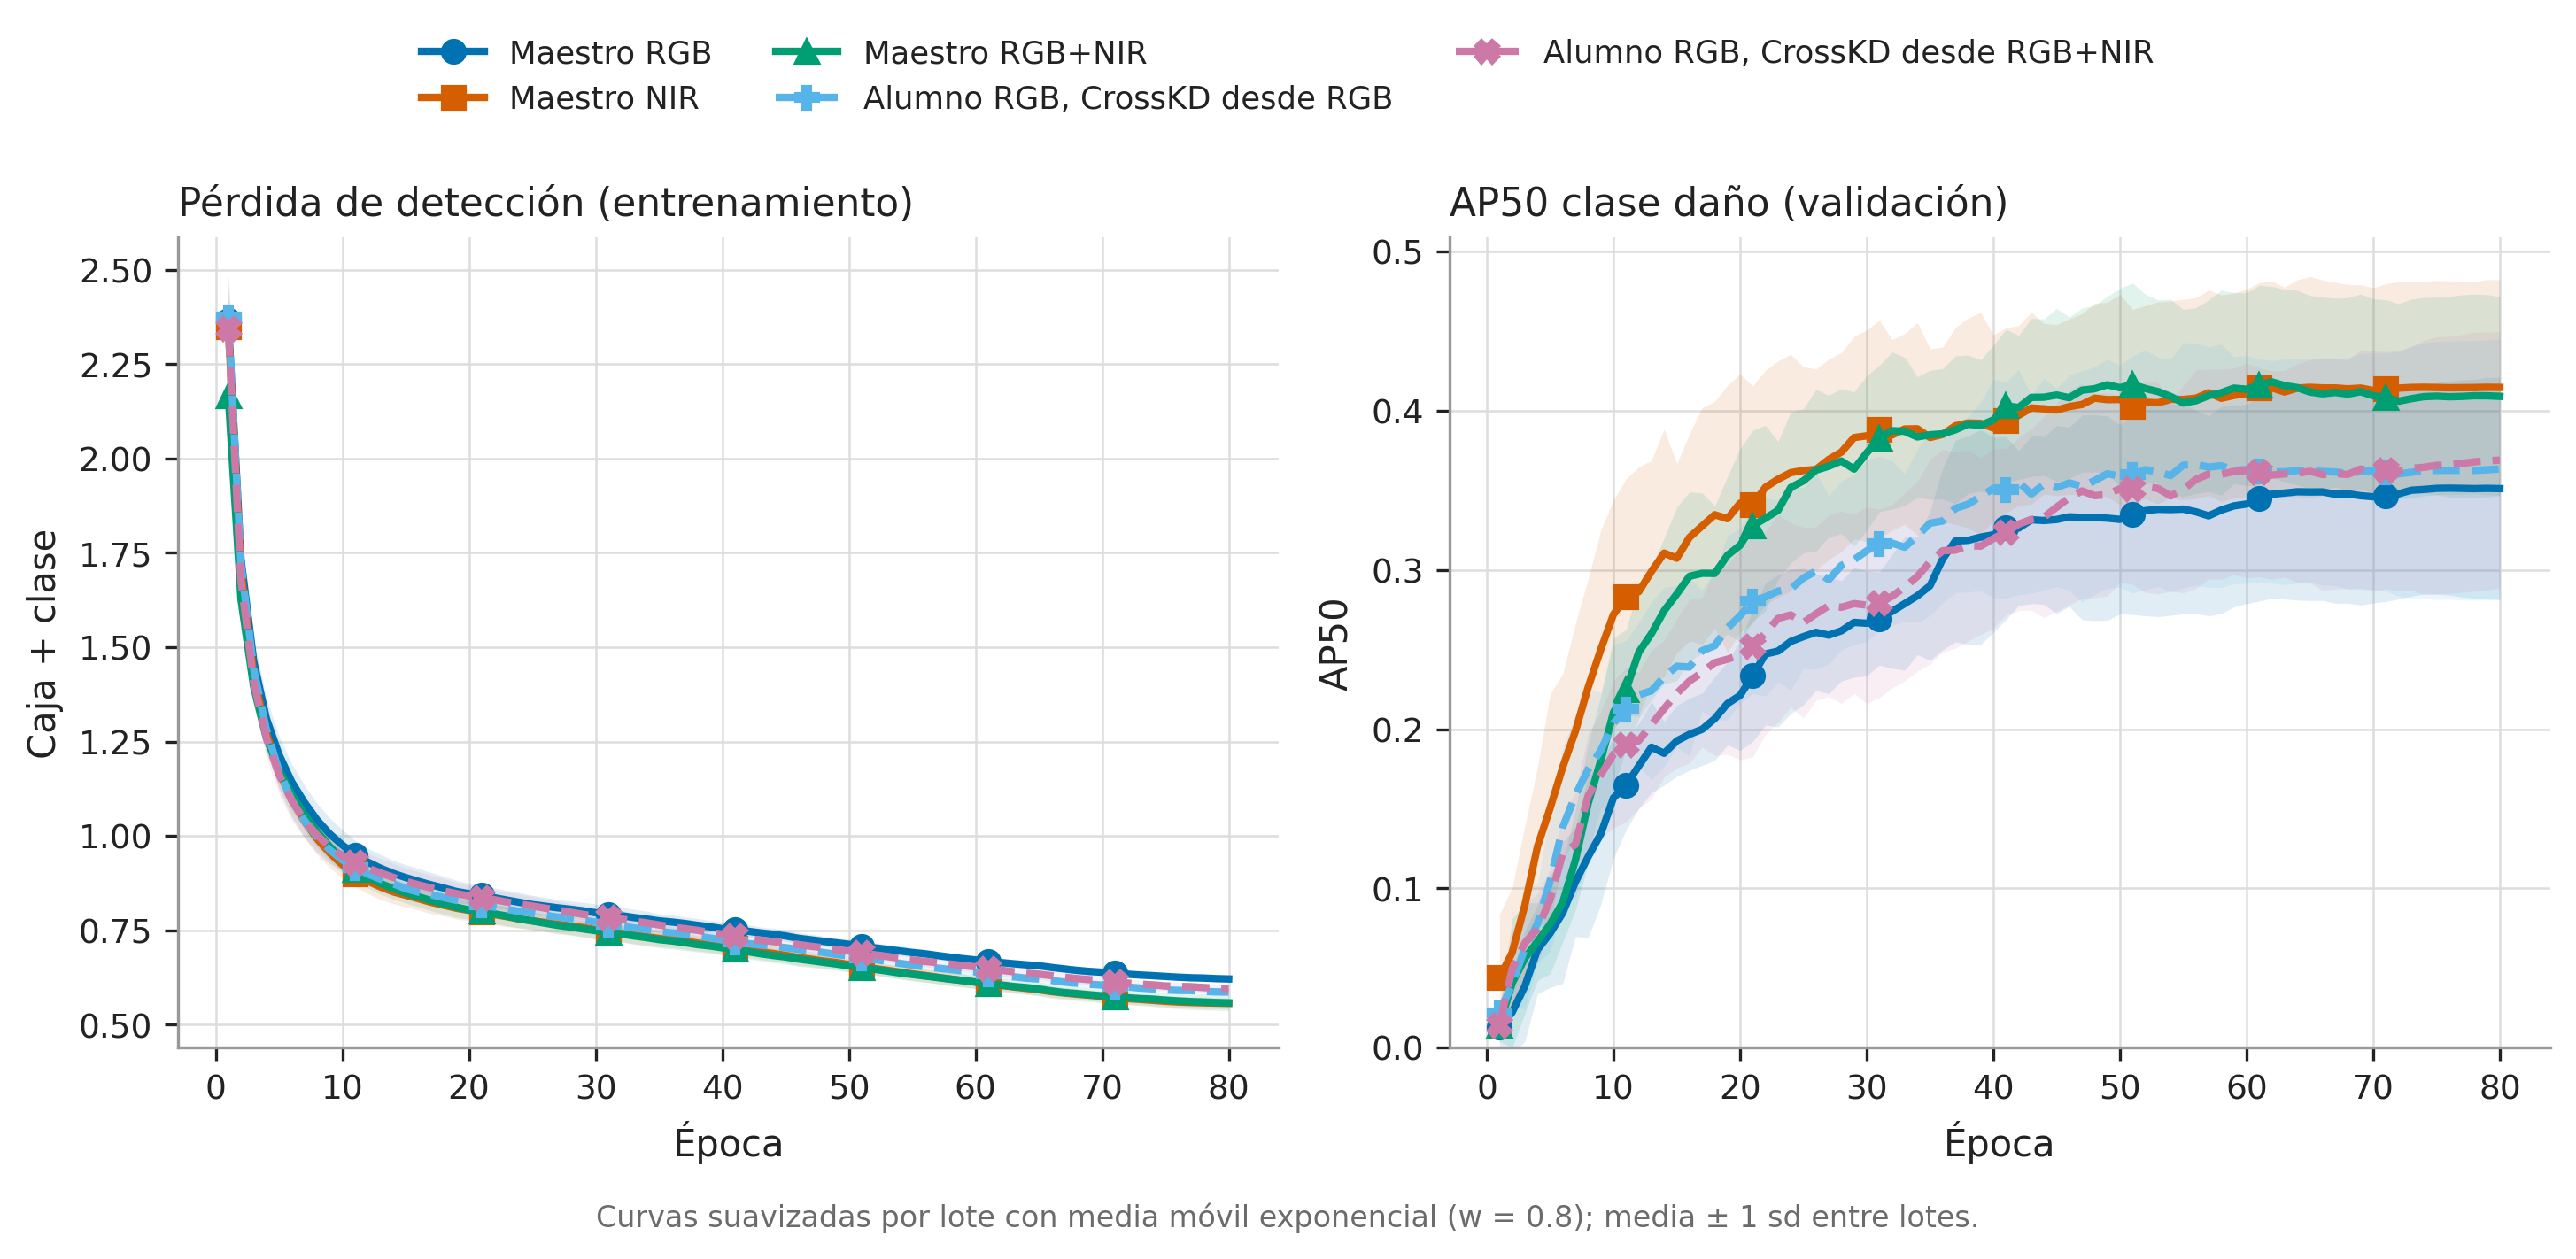 Maestro RGB
Maestro NIR
Maestro RGB+NIR
Alumno RGB, CrossKD desde RGB
Alumno RGB, CrossKD desde RGB+NIR
Pérdida de detección (entrenamiento)
Caja + clase
2.50
2.25
2.00
1.75
1.50
1.25
1.00
0.75
0.50
0 10 20 30 40 50 60 70 80
Época
AP50 clase daño (validación)
AP50
0.5
0.4
0.3
0.2
0.1
0.0
0 10 20 30 40 50 60 70 80
Época
Curvas suavizadas por lote con media móvil exponencial (w = 0.8); media ± 1 sd entre lotes.